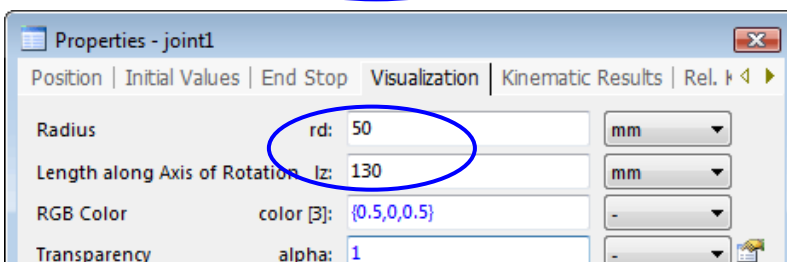 Properties - joint1
Position | Initial Values | End Stop Visualization | Kinematic Results | Rel.
Radius rd: 50 mm
Length along Axis of Rotation lz: 130 mm
RGB Color color [3]: {0.5,0,0.5} -
Transparency alpha: 1 -